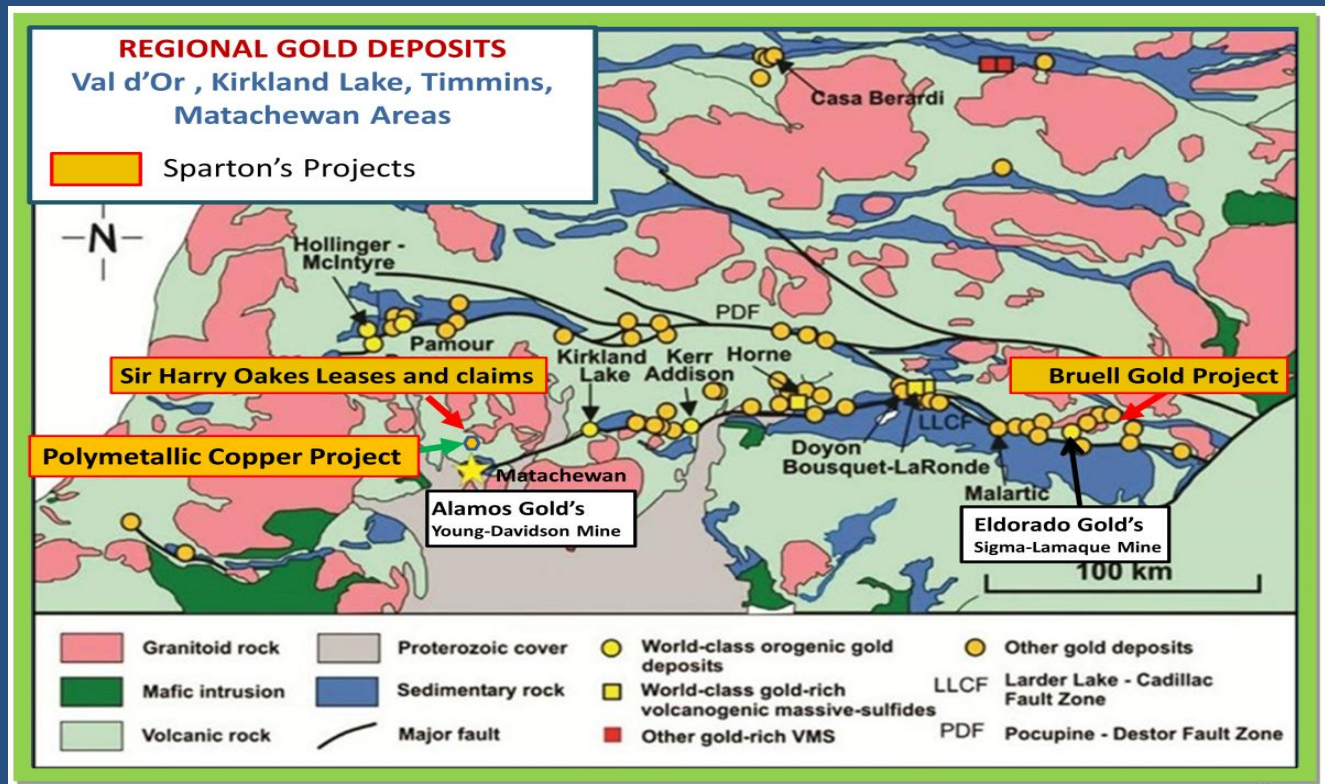 REGIONAL GOLD DEPOSITS
Val d'Or , Kirkland Lake, Timmins,
Matachewan Areas
Sparton's Projects
N
Casa Berardi
Hollinger -
McIntyre
PDF
Pamour
Kirkland
Lake
Kerr
Addison
Horne
Sir Harry Oakes Leases and claims
Bruell Gold Project
Polymetallic Copper Project
LLCF
Doyon
Bousquet-LaRonde
Matachewan
Malartic
Alamos Gold's
Young-Davidson Mine
Eldorado Gold's
Sigma-Lamaque Mine
100 km
Granitoid rock
Mafic intrusion
Volcanic rock
Proterozoic cover
Sedimentary rock
Major fault
World-class orogenic gold
deposits
World-class gold-rich
volcanogenic massive-sulfides
Other gold-rich VMS
Other gold deposits
LLCF Larder Lake - Cadillac
Fault Zone
PDF Pocupine - Destor Fault Zone